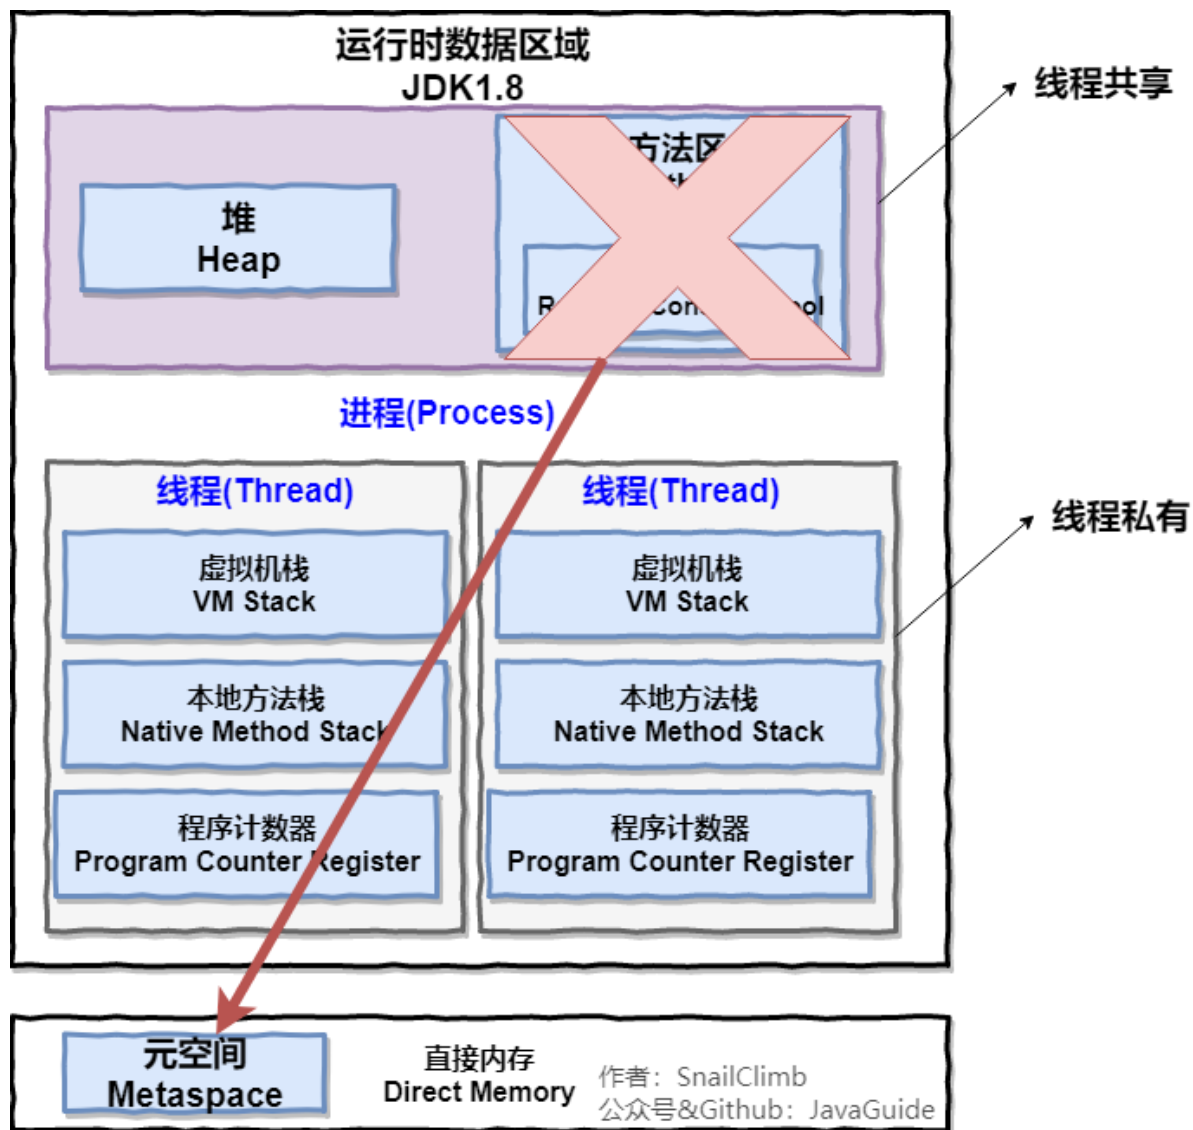 运行时数据区域
JDK1.8
线程共享
方法区
堆
Heap
进程(Process)
线程(Thread)
虚拟机栈
VM Stack
本地方法栈
Native Method Stack
程序计数器
Program Counter Register
线程(Thread)
虚拟机栈
VM Stack
本地方法栈
Native Method Stack
程序计数器
Program Counter Register
线程私有
元空间
Metaspace
直接内存
Direct Memory
作者：SnailClimb
公众号&Github：JavaGuide